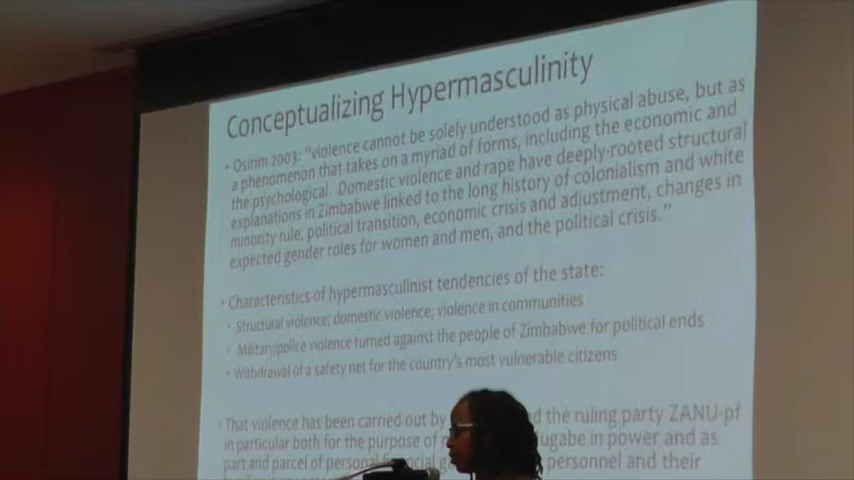 Conceptualizing Hypermasculinity
• Osirim 2003: "violence cannot be solely understood as physical abuse, but as
a phenomenon that takes on a myriad of forms, including the economic and
the psychological. Domestic violence and rape have deeply-rooted structural
explanations in Zimbabwe linked to the long history of colonialism and white
minority rule, political transition, economic crisis and adjustment, changes in
expected gender roles for women and men, and the political crisis."
• Characteristics of hypermasculinist tendencies of the state:
• Structural violence; domestic violence; violence in communities
• Military/police violence turned against the people of Zimbabwe for political ends
• Withdrawal of a safety net for the country's most vulnerable citizens
• That violence has been carried out by the ruling party ZANU-pf
in particular both for the purpose of in power and as
part and parcel of personal personnel and their